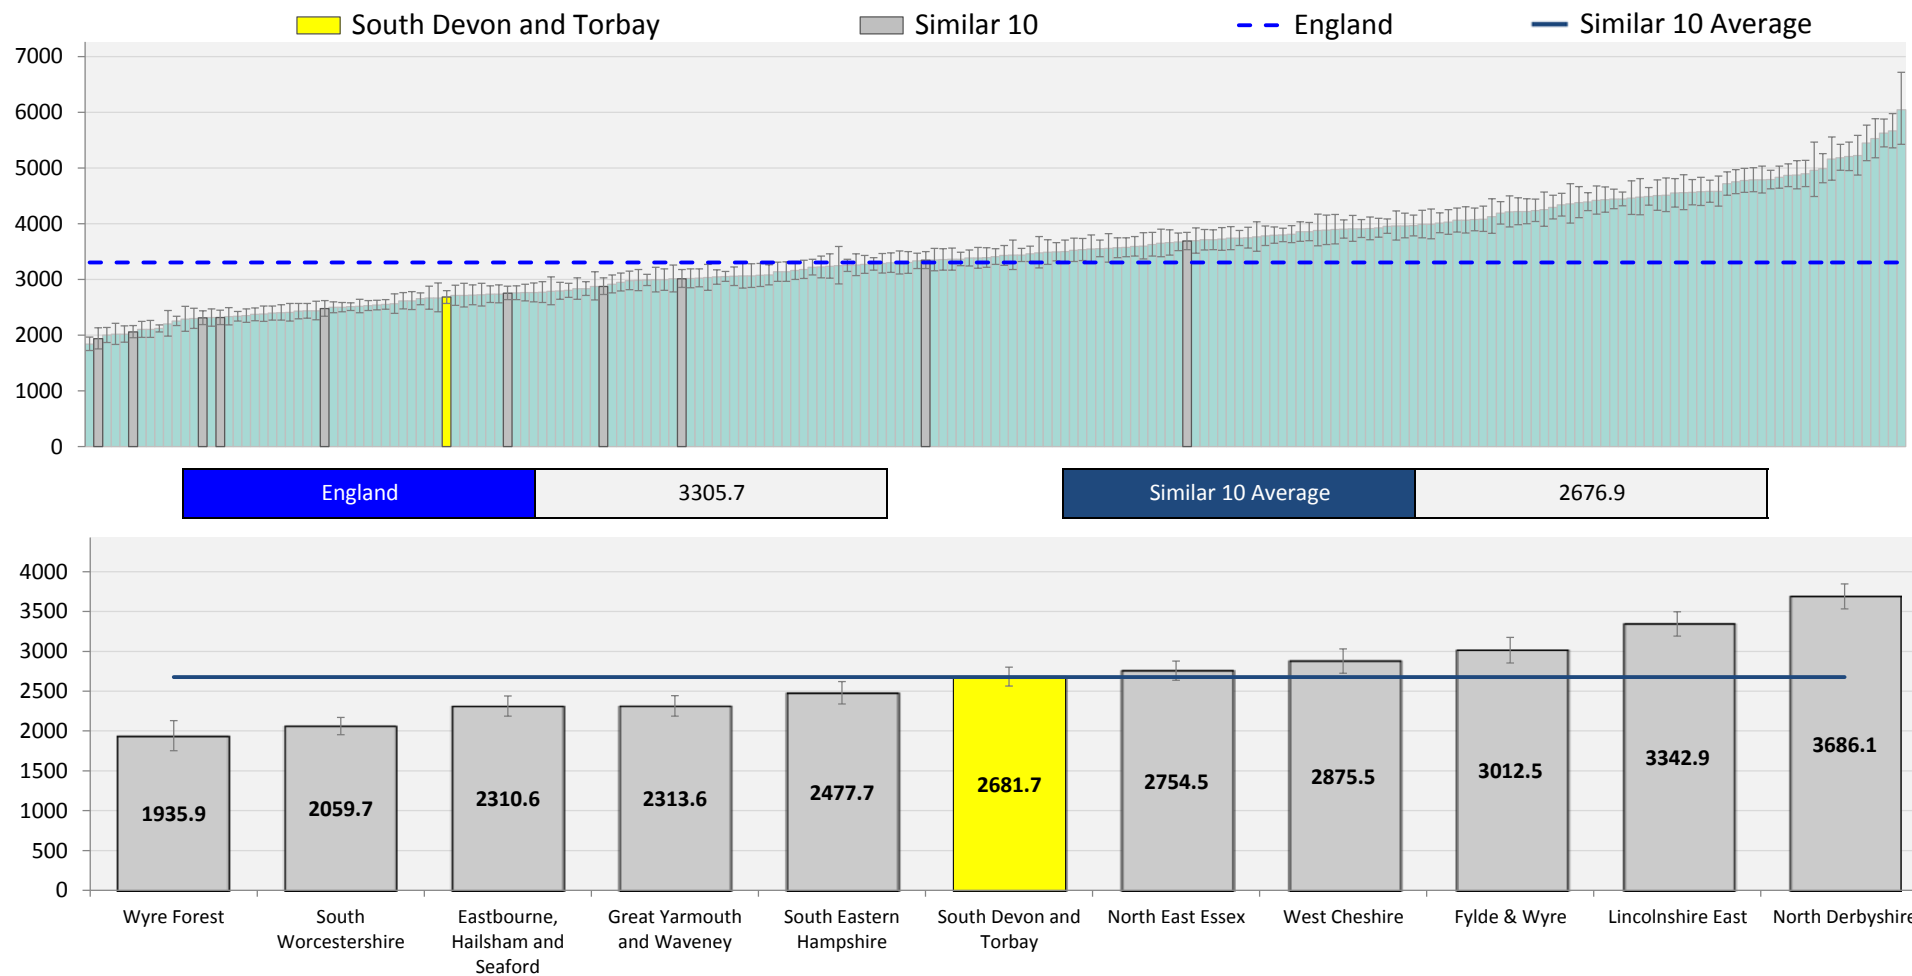 South Devon and Torbay
Similar 10
England
Similar 10 Average
7000
6000
5000
4000
3000
2000
1000
0
England
3305.7
Similar 10 Average
2676.9
4000
3500
3000
2500
2000
1500
1000
500
0
1935.9
2059.7
2310.6
2313.6
2477.7
2681.7
2754.5
2875.5
3012.5
3342.9
3686.1
Wyre Forest
South
Worcestershire
Eastbourne,
Hailsham and
Seaford
Great Yarmouth
and Waveney
South Eastern
Hampshire
South Devon and
Torbay
North East Essex
West Cheshire
Fylde & Wyre
Lincolnshire East
North Derbyshire